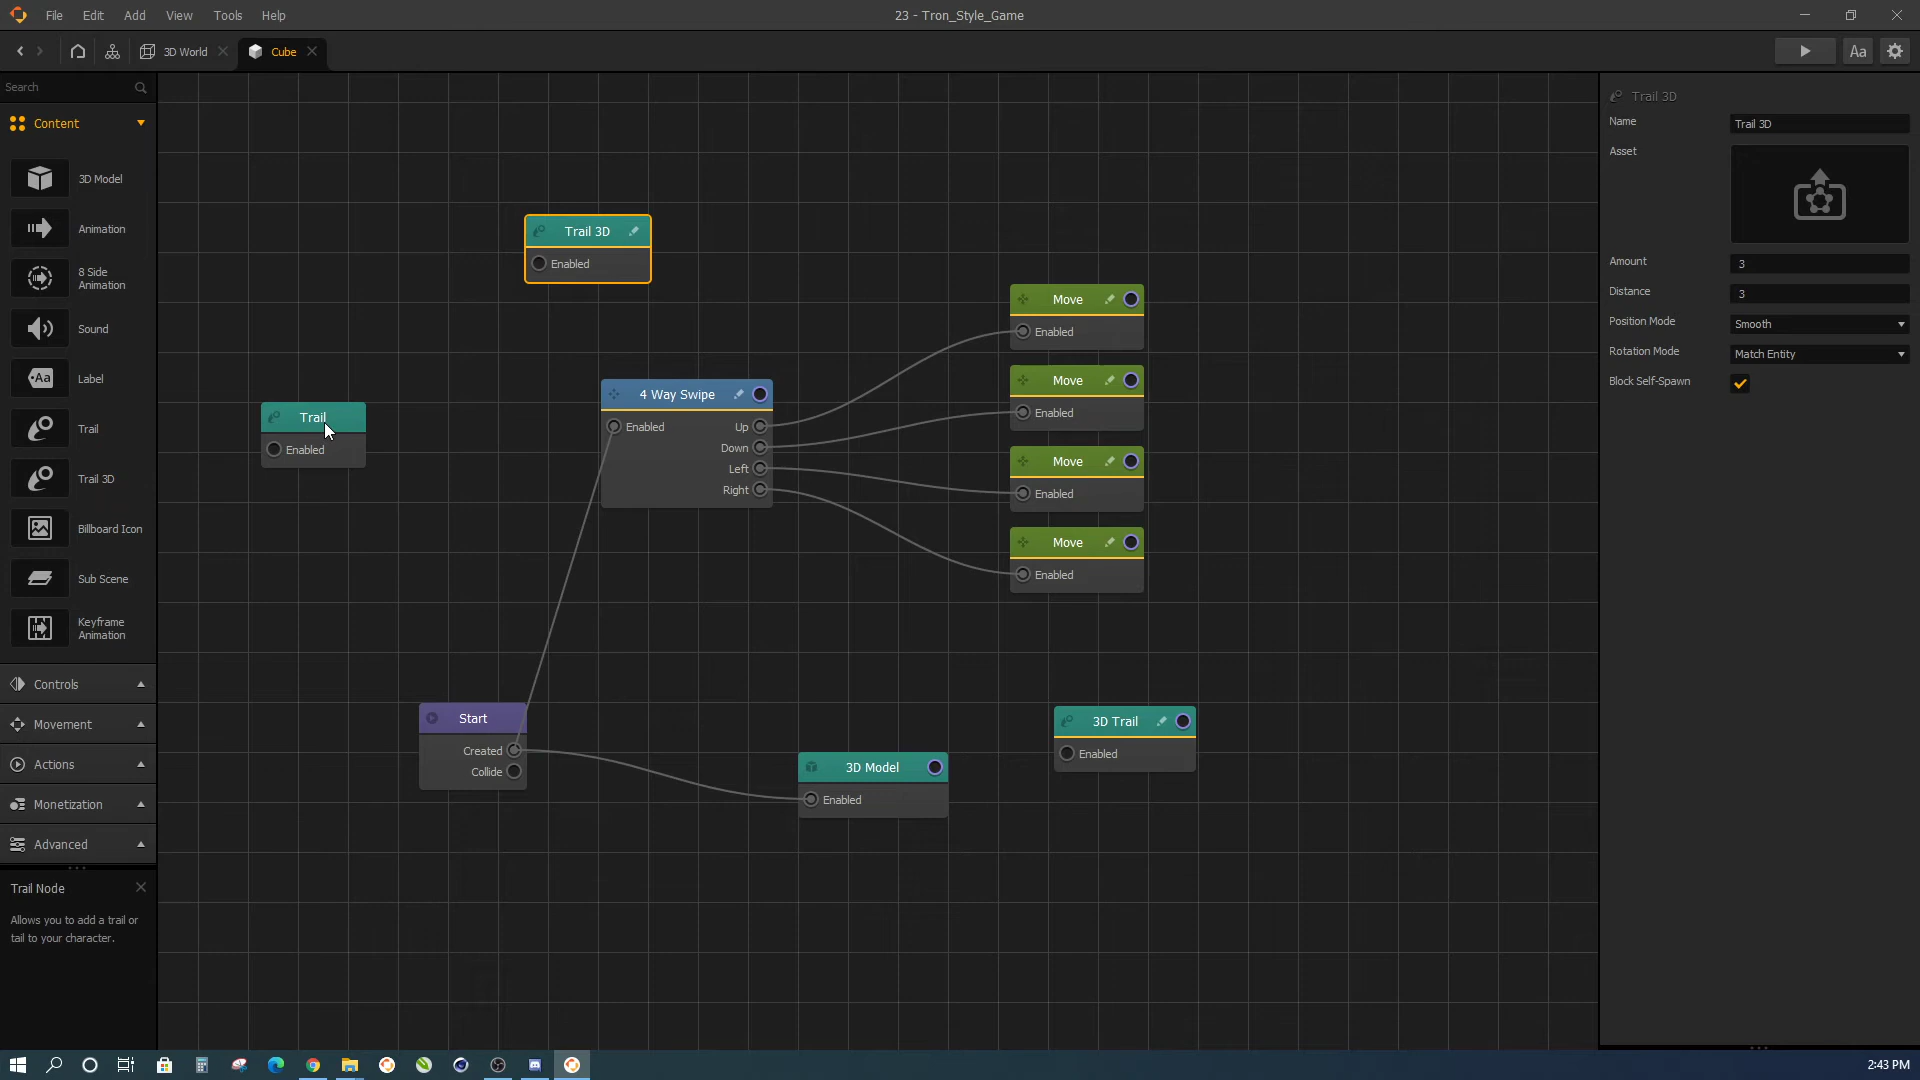 File Edit Add View Tools Help
23 - Tron_Style_Game
3D World
Cube
Aa
Search
Content
3D Model
Animation
8 Side
Animation
Sound
Aa
Label
Trail
Trail 3D
Billboard Icon
Sub Scene
Keyframe
Animation
Controls
Movement
Actions
Monetization
Advanced
Trail Node
Allows you to add a trail or
tail to your character.
Trail 3D
Enabled
Trail
Enabled
4 Way Swipe
Enabled
Up
Down
Left
Right
Move
Enabled
Move
Enabled
Move
Enabled
Move
Enabled
Start
Created
Collide
3D Model
Enabled
3D Trail
Enabled
Trail 3D
Name Trail 3D
Asset
Amount 3
Distance 3
Position Mode Smooth
Rotation Mode Match Entity
Block Self-Spawn
2:43 PM